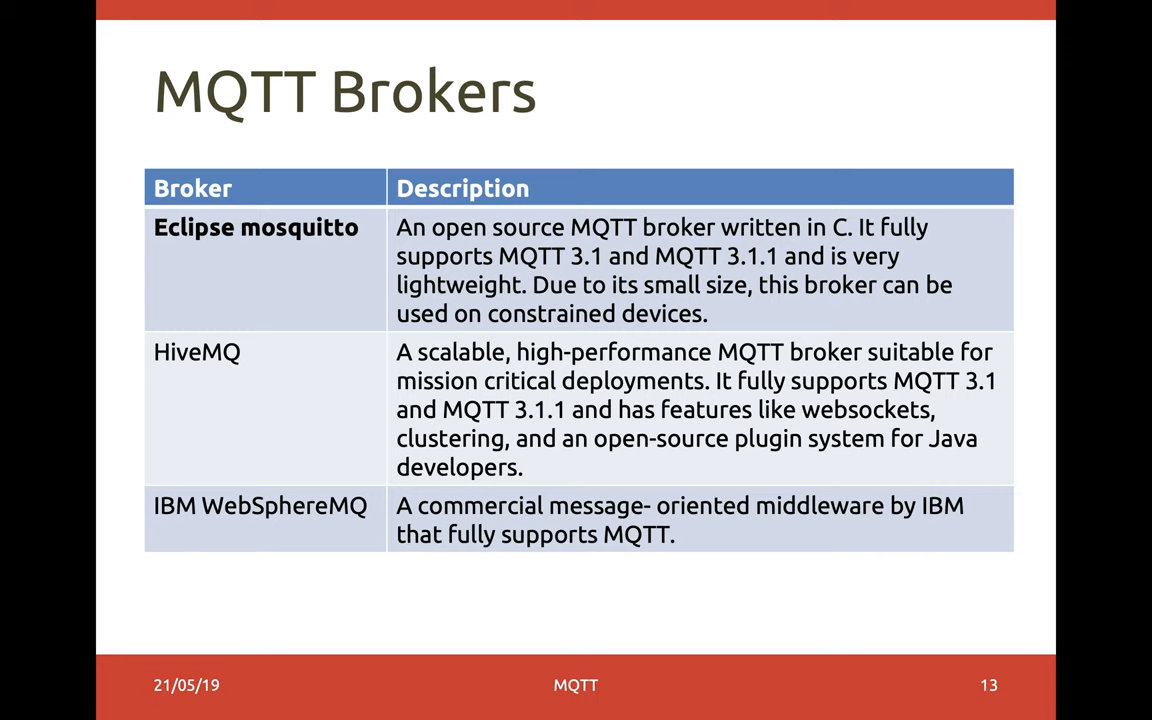 MQTT Brokers
Broker
Description
Eclipse mosquitto
An open source MQTT broker written in C. It fully
supports MQTT 3.1 and MQTT 3.1.1 and is very
lightweight. Due to its small size, this broker can be
used on constrained devices.
HiveMQ
A scalable, high-performance MQTT broker suitable for
mission critical deployments. It fully supports MQTT 3.1
and MQTT 3.1.1 and has features like websockets,
clustering, and an open-source plugin system for Java
developers.
IBM WebSphereMQ
A commercial message- oriented middleware by IBM
that fully supports MQTT.
21/05/19
MQTT
13